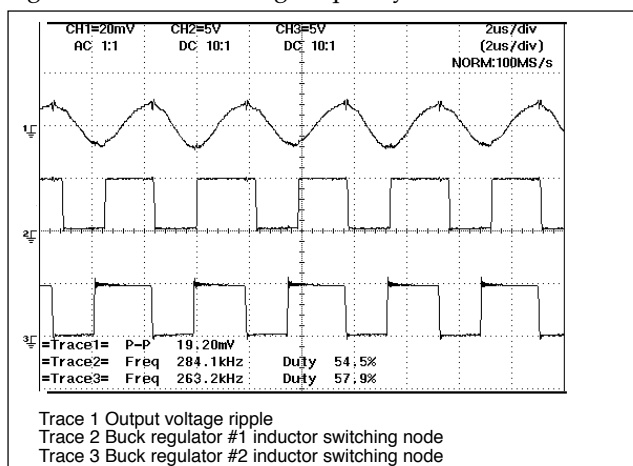 CH1=20mV CH2=5V CH3=5V 2us/div
AC 1:1 DC 10:1 DC 10:1 (2us/div)
NORM:100MS/s
1
2
3
=Trace1= P-P 19.20mV
=Trace2= Freq 284.1kHz Duty 54.5%
=Trace3= Freq 263.2kHz Duty 57.9%
Trace 1 Output voltage ripple
Trace 2 Buck regulator #1 inductor switching node
Trace 3 Buck regulator #2 inductor switching node